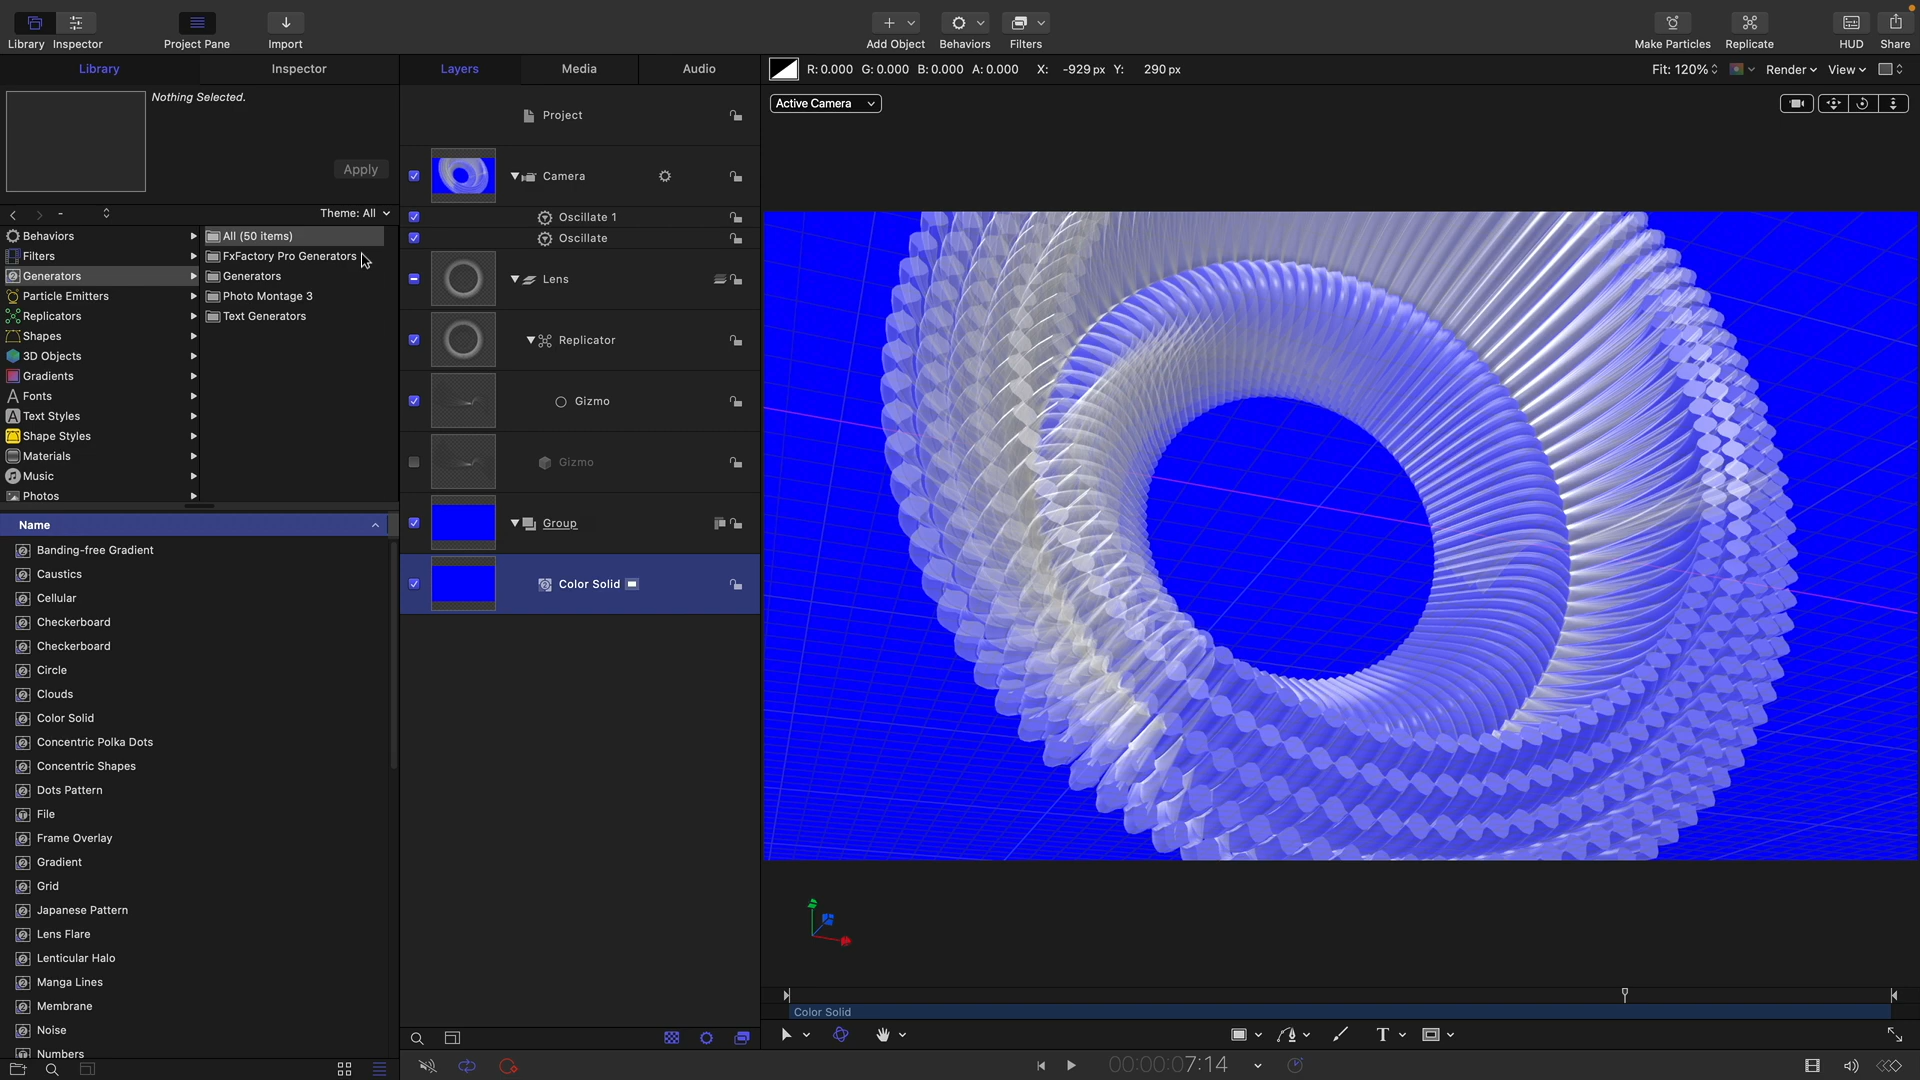 Library Inspector
Project Pane
Import
Add Object
Behaviors
Filters
Make Particles
Replicate
HUD
Share
Library
Inspector
Layers
Media
Audio
R: 0.000 G: 0.000 B: 0.000 A: 0.000 X: -929 px Y: 290 px
Fit: 120%
Render
View
Nothing Selected.
Apply
Active Camera
Theme: All
Behaviors
Filters
Generators
Particle Emitters
Replicators
Shapes
3D Objects
Gradients
Fonts
Text Styles
Shape Styles
Materials
Music
Photos
All (50 items)
FxFactory Pro Generators
Generators
Photo Montage 3
Text Generators
Name
Banding-free Gradient
Caustics
Cellular
Checkerboard
Checkerboard
Circle
Clouds
Color Solid
Concentric Polka Dots
Concentric Shapes
Dots Pattern
File
Frame Overlay
Gradient
Grid
Japanese Pattern
Lens Flare
Lenticular Halo
Manga Lines
Membrane
Noise
Numbers
Project
Camera
Oscillate 1
Oscillate
Lens
Replicator
Gizmo
Gizmo
Group
Color Solid
Color Solid
00:00:07:14